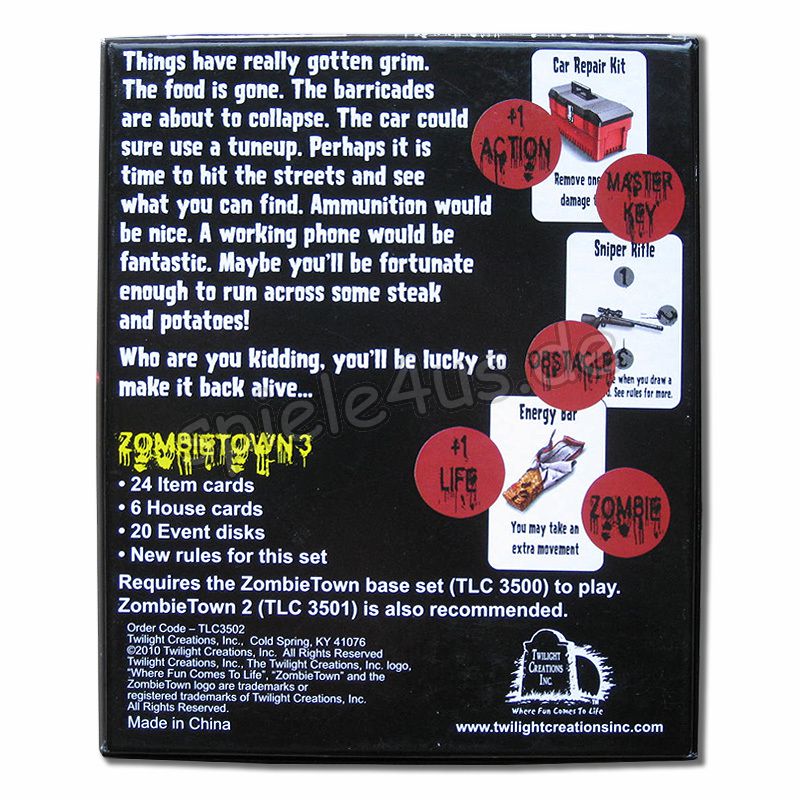 Things have really gotten grim.
The food is gone. The barricades
are about to collapse. The car could
sure use a tuneup. Perhaps it is
time to hit the streets and see
what you can find. Ammunition would
be nice. A working phone would be
fantastic. Maybe you'll be fortunate
enough to run across some steak
and potatoes!
Who are you kidding, you'll be lucky to
make it back alive...
Car Repair Kit
+1
ACTION
Remove one
damage
MASTER
KEY
Sniper Rifle
1
2
3
OBSTACLE
when you draw a
See rules for more.
Energy Bar
+1
LIFE
ZOMBIE
You may take an
extra movement
ZOMBIETOWN 3
• 24 Item cards
• 6 House cards
• 20 Event disks
• New rules for this set
Requires the ZombieTown base set (TLC 3500) to play.
ZombieTown 2 (TLC 3501) is also recommended.
Order Code – TLC3502
Twilight Creations, Inc., Cold Spring, KY 41076
©2010 Twilight Creations, Inc. All Rights Reserved
Twilight Creations, Inc., The Twilight Creations, Inc. logo,
"Where Fun Comes To Life", "ZombieTown" and the
ZombieTown logo are trademarks or
registered trademarks of Twilight Creations, Inc.
All Rights Reserved.
Made in China
TWILIGHT
CREATIONS
INC.
Where Fun Comes To Life
www.twilightcreationsinc.com
spiele4us.de